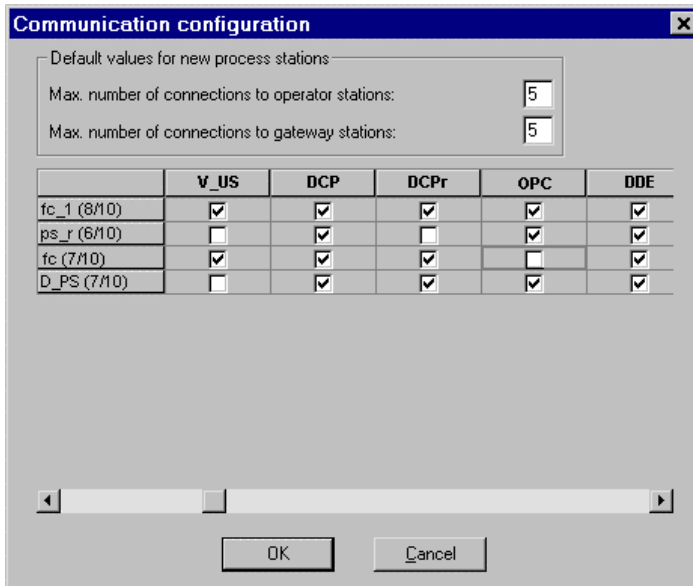 Communication configuration
Default values for new process stations
Max. number of connections to operator stations: 5
Max. number of connections to gateway stations: 5
V_US DCP DCPr OPC DDE
fc_1 (8/10)
ps_r (6/10)
fc (7/10)
D_PS (7/10)
OK Cancel